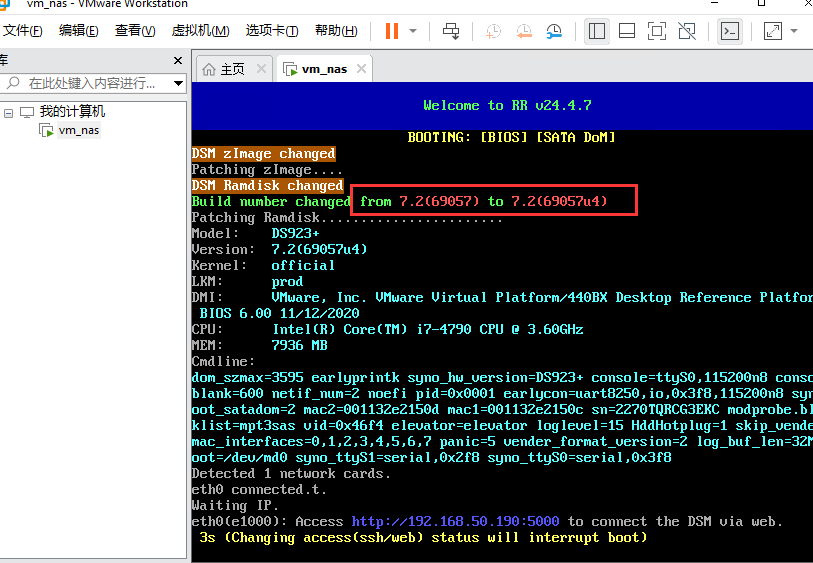 vm_nas - VMware Workstation
文件(F) 编辑(E) 查看(V) 虚拟机(M) 选项卡(T) 帮助(H)
库
在此处键入内容进行...
我的计算机
vm_nas
主页 vm_nas
Welcome to RR v24.4.7
BOOTING: [BIOS] [SATA DoM]
DSM zImage changed
Patching zImage....
DSM Ramdisk changed
Build number changed from 7.2(69057) to 7.2(69057u4)
Patching Ramdisk.......................
Model: DS923+
Version: 7.2(69057u4)
Kernel: official
LKM: prod
DMI: VMware, Inc. VMware Virtual Platform/440BX Desktop Reference Platfor
BIOS 6.00 11/12/2020
CPU: Intel(R) Core(TM) i7-4790 CPU @ 3.60GHz
MEM: 7936 MB
Cmdline:
dom_szmax=3595 earlyprintk syno_hw_version=DS923+ console=ttyS0,115200n8 conso
blank=600 netif_num=2 noefi pid=0x0001 earlycon=uart8250,io,0x3f8,115200n8 syn
oot_satadom=2 mac2=001132e2150d mac1=001132e2150c sn=2270TQRCG3EKC modprobe.bl
klist=mpt3sas vid=0x46f4 elevator=elevator loglevel=15 HddHotplug=1 skip_vende
mac_interfaces=0,1,2,3,4,5,6,7 panic=5 vender_format_version=2 log_buf_len=32M
oot=/dev/md0 syno_ttyS1=serial,0x2f8 syno_ttyS0=serial,0x3f8
Detected 1 network cards.
eth0 connected.t.
Waiting IP.
eth0(e1000): Access http://192.168.50.190:5000 to connect the DSM via web.
3s (Changing access(ssh/web) status will interrupt boot)